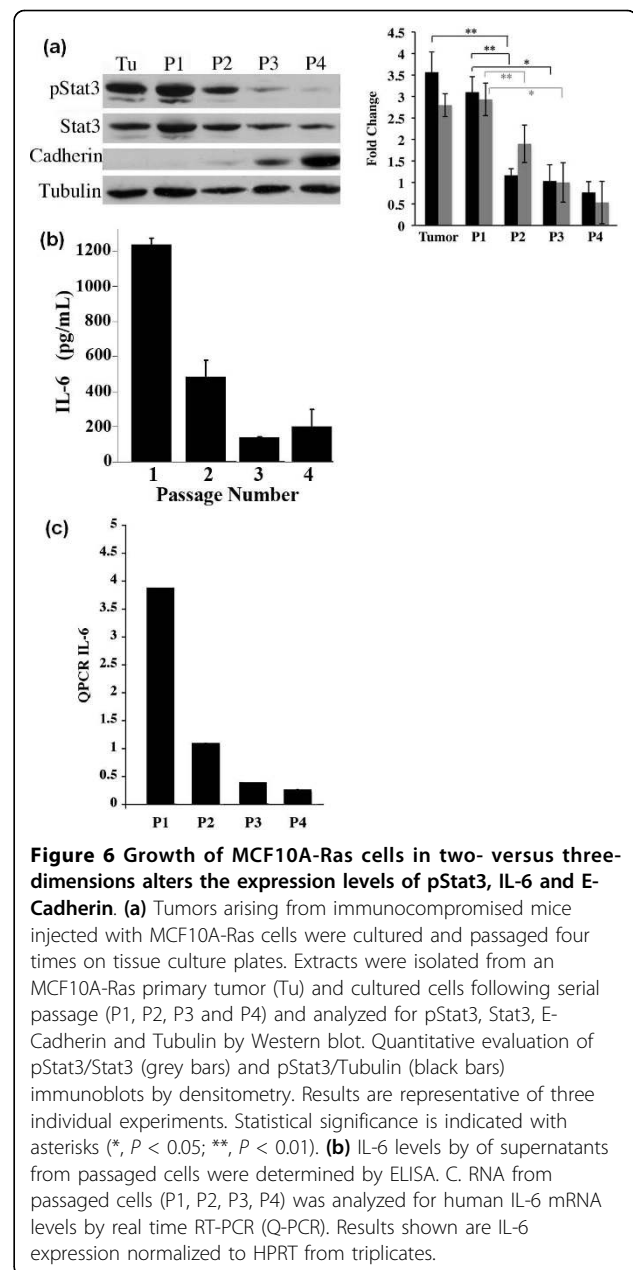 (a)
Tu P1 P2 P3 P4
pStat3
Stat3
Cadherin
Tubulin
**
**
*
**
*
Fold Change
4.5
4
3.5
3
2.5
2
1.5
1
0.5
0
Tumor P1 P2 P3 P4
(b)
IL-6 (pg/mL)
1200
1000
800
600
400
200
0
1 2 3 4
Passage Number
(c)
QPCR IL-6
5
4.5
4
3.5
3
2.5
2
1.5
1
0.5
0
P1 P2 P3 P4
Figure 6 Growth of MCF10A-Ras cells in two- versus three-
dimensions alters the expression levels of pStat3, IL-6 and E-
Cadherin. (a) Tumors arising from immunocompromised mice
injected with MCF10A-Ras cells were cultured and passaged four
times on tissue culture plates. Extracts were isolated from an
MCF10A-Ras primary tumor (Tu) and cultured cells following serial
passage (P1, P2, P3 and P4) and analyzed for pStat3, Stat3, E-
Cadherin and Tubulin by Western blot. Quantitative evaluation of
pStat3/Stat3 (grey bars) and pStat3/Tubulin (black bars)
immunoblots by densitometry. Results are representative of three
individual experiments. Statistical significance is indicated with
asterisks (*, P < 0.05; **, P < 0.01). (b) IL-6 levels by of supernatants
from passaged cells were determined by ELISA. C. RNA from
passaged cells (P1, P2, P3, P4) was analyzed for human IL-6 mRNA
levels by real time RT-PCR (Q-PCR). Results shown are IL-6
expression normalized to HPRT from triplicates.